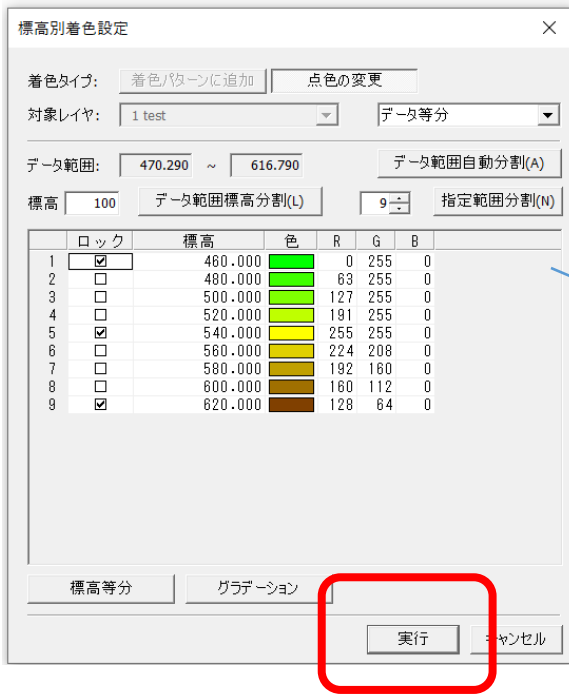 標高別着色設定
着色タイプ: 着色パターンに追加 点色の変更
対象レイヤ: 1 test データ等分
データ範囲: 470.290 ~ 616.790 データ範囲自動分割(A)
標高 100 データ範囲標高分割(L) 9 指定範囲分割(N)
ロック 標高 色 R G B
1 460.000 0 255 0
2 480.000 63 255 0
3 500.000 127 255 0
4 520.000 191 255 0
5 540.000 255 255 0
6 560.000 224 208 0
7 580.000 192 160 0
8 600.000 160 112 0
9 620.000 128 64 0
標高等分 グラデーション
実行 キャンセル